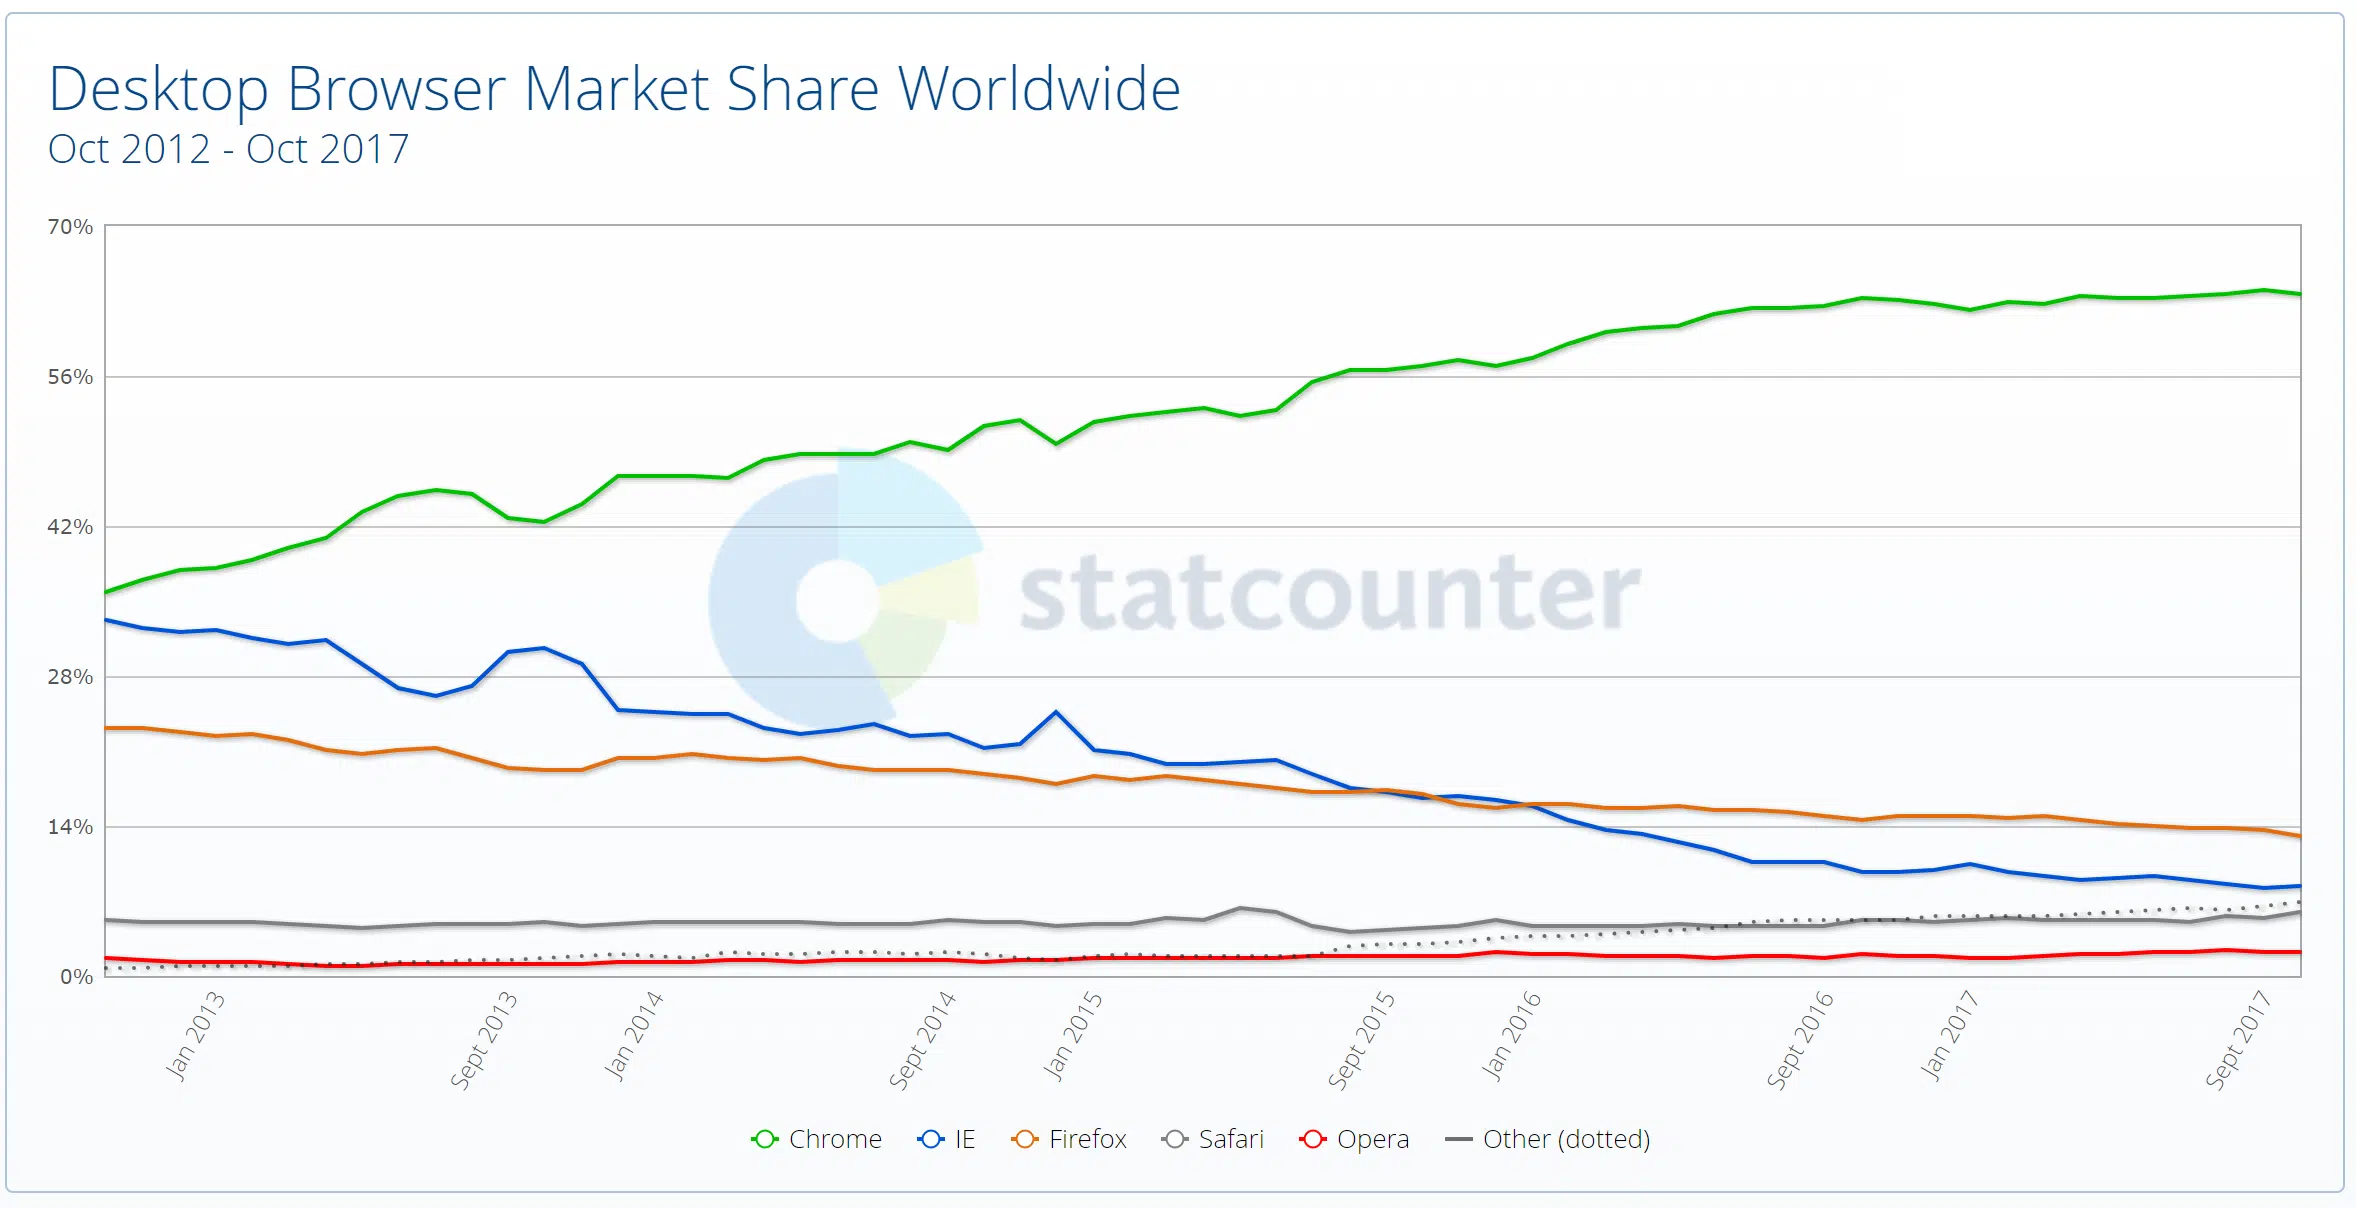 Desktop Browser Market Share Worldwide
Oct 2012 - Oct 2017
70%
56%
42%
28%
14%
0%
statcounter
Jan 2013
Sept 2013
Jan 2014
Sept 2014
Jan 2015
Sept 2015
Jan 2016
Sept 2016
Jan 2017
Sept 2017
Chrome IE Firefox Safari Opera Other (dotted)